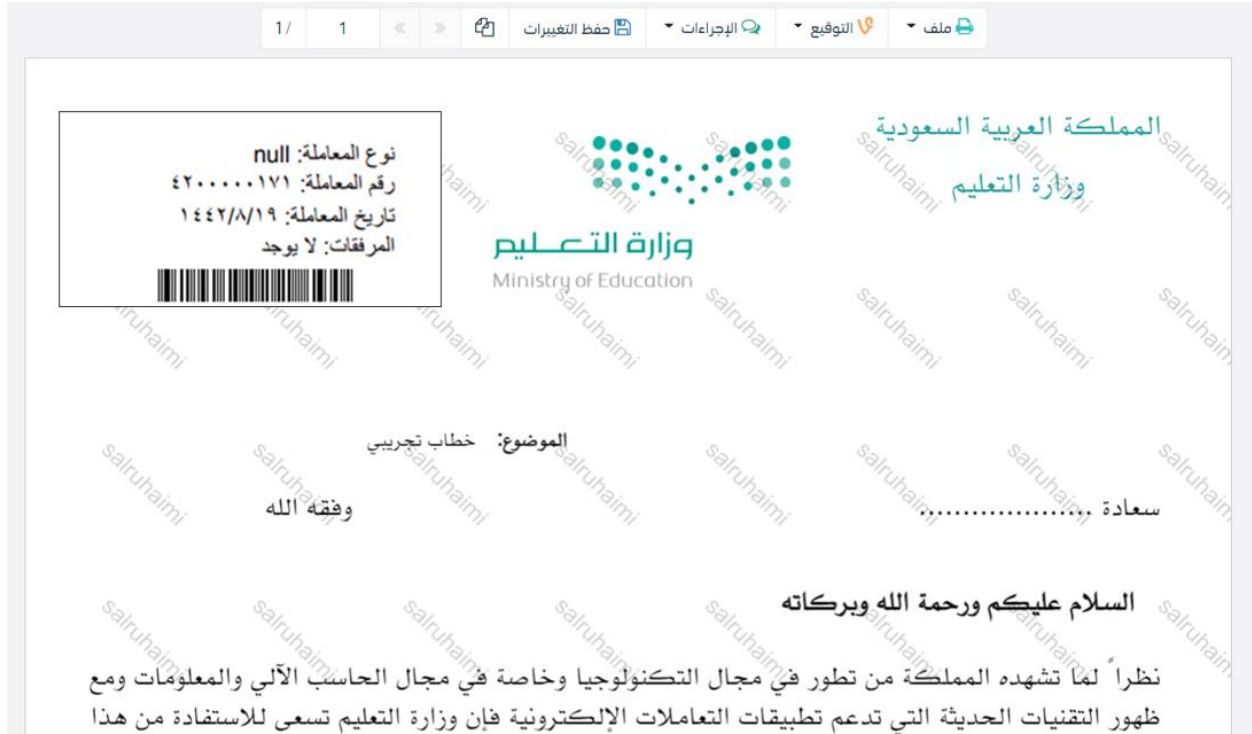 ملف التوقيع الإجراءات حفظ التغييرات 1 / 1
المملكة العربية السعودية
وزارة التعليم
وزارة التعـــليم
Ministry of Education
نوع المعاملة: null
رقم المعاملة: ٤٢٠٠٠٠٠٠١٧١
تاريخ المعاملة: ١٤٤٢/٨/١٩
المرفقات: لا يوجد
الموضوع: خطاب تجريبي
سعادة ..................... وفقه الله
السلام عليكم ورحمة الله وبركاته
نظراً لما تشهده المملكة من تطور في مجال التكنولوجيا وخاصة في مجال الحاسب الآلي والمعلومات ومع
ظهور التقنيات الحديثة التي تدعم تطبيقات التعاملات الإلكترونية فإن وزارة التعليم تسعى للاستفادة من هذا
salruhaimi